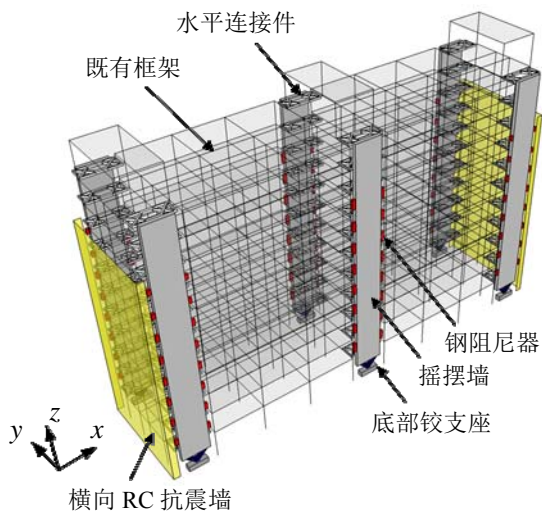 水平连接件
既有框架
钢阻尼器
摇摆墙
底部铰支座
z
y
x
横向 RC 抗震墙